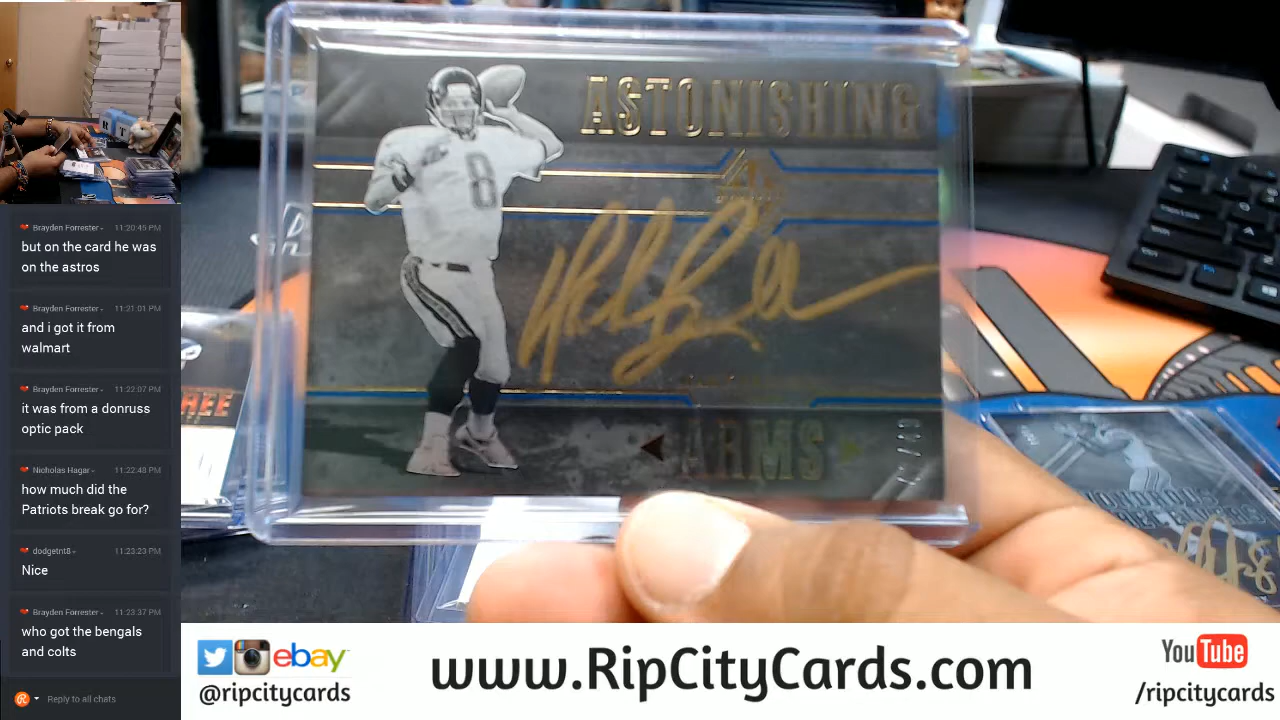 Brayden Forrester 11:20:45 PM
but on the card he was
on the astros
Brayden Forrester 11:21:01 PM
and i got it from
walmart
Brayden Forrester 11:22:07 PM
it was from a donruss
optic pack
Nicholas Hagar 11:22:48 PM
how much did the
Patriots break go for?
dodgetnt8 11:23:23 PM
Nice
Brayden Forrester 11:23:37 PM
who got the bengals
and colts
Reply to all chats
ASTONISHING
8
ARMS
ebay
@ripcitycards
www.RipCityCards.com
YouTube
/ripcitycards